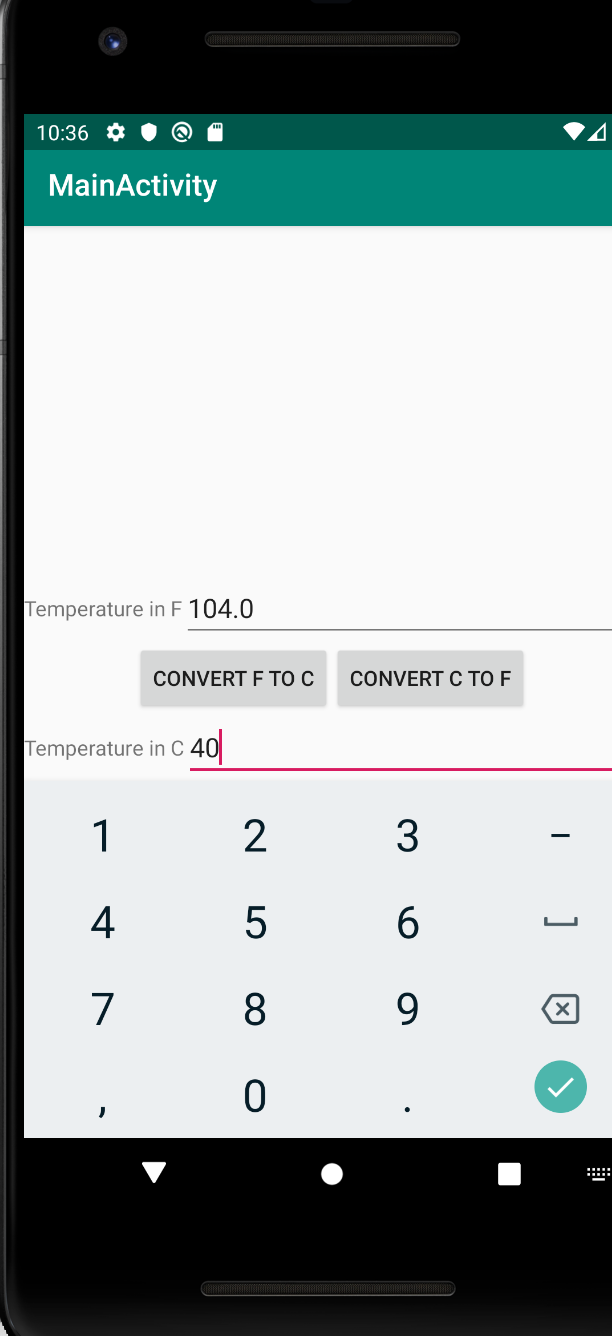 10:36
MainActivity
Temperature in F 104.0
CONVERT F TO C CONVERT C TO F
Temperature in C 40
1 2 3 –
4 5 6
7 8 9
, 0 .